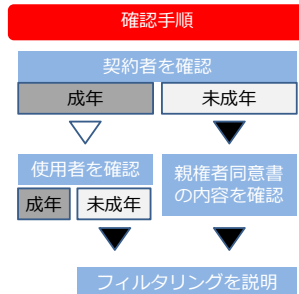 確認手順
契約者を確認
成年
未成年
使用者を確認
成年
未成年
親権者同意書
の内容を確認
フィルタリングを説明